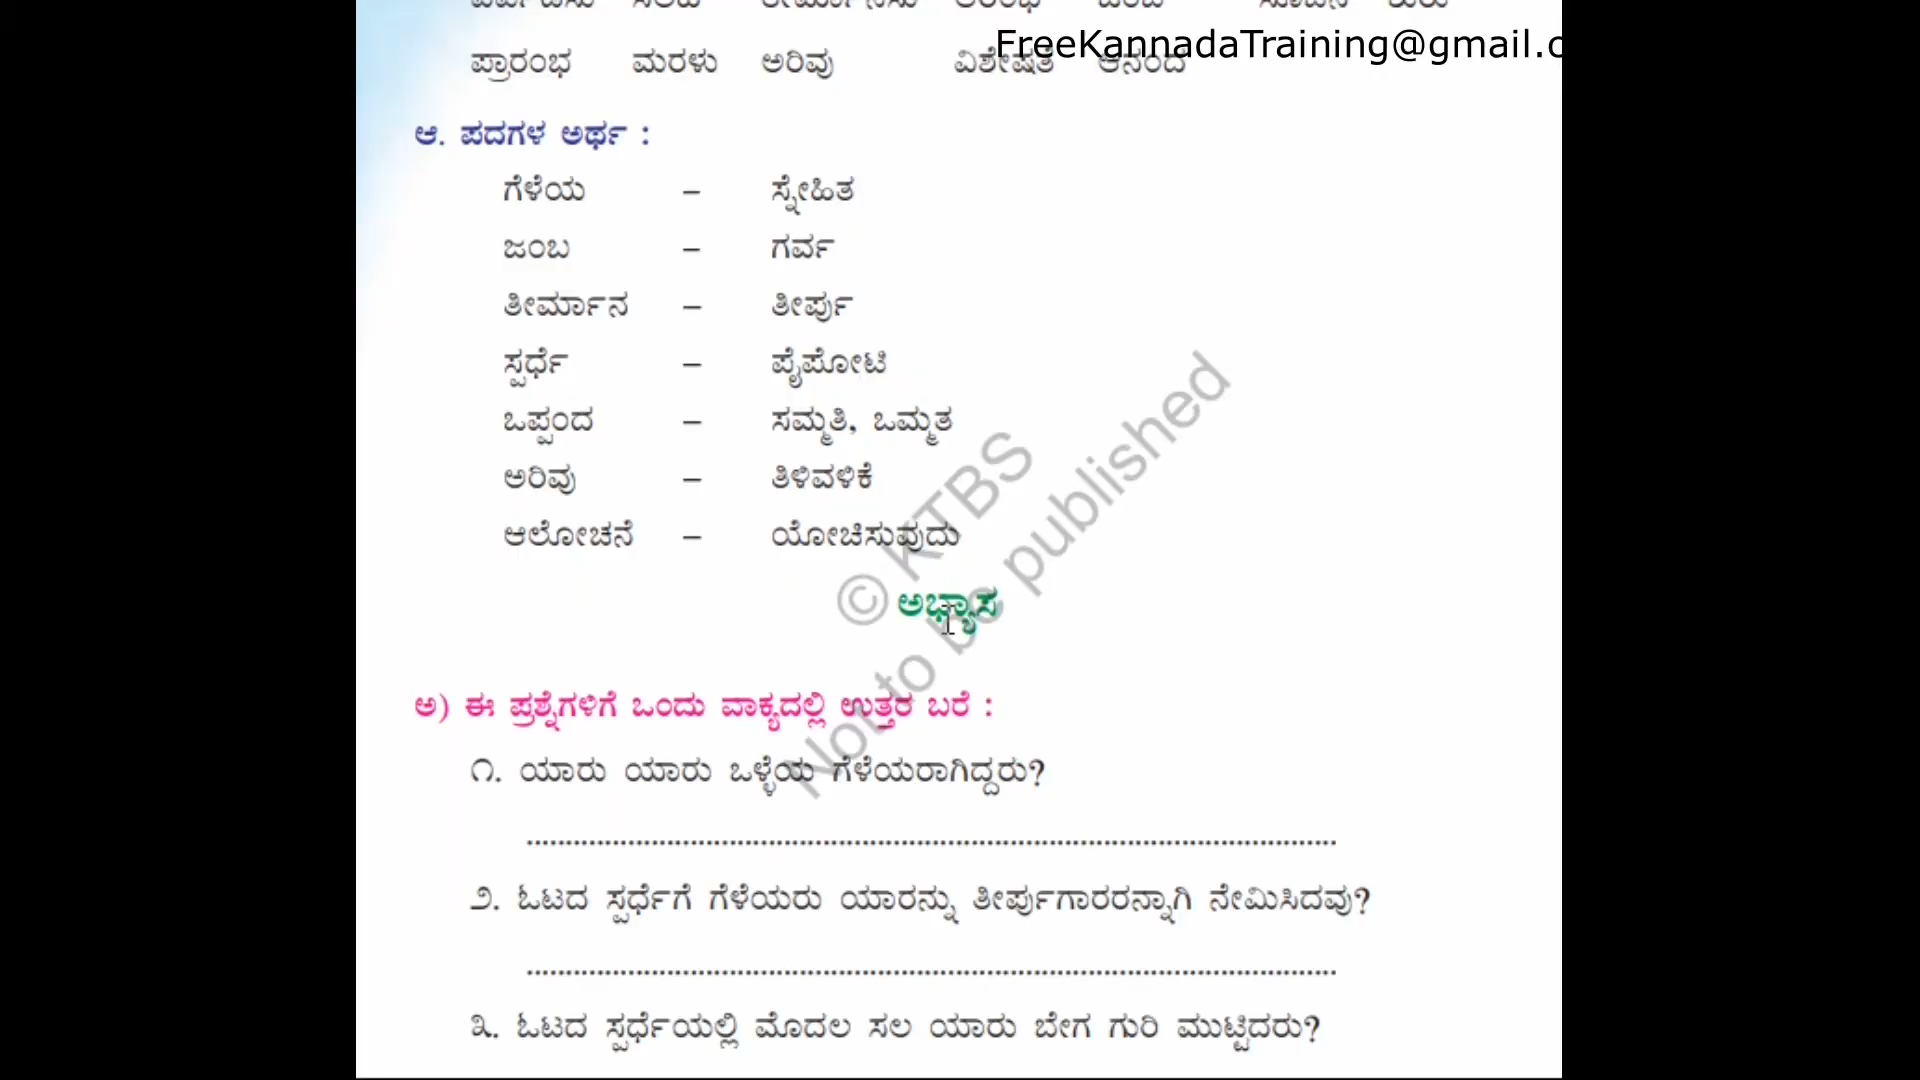 FreeKannadaTraining@gmail.c
ಪ್ರಾರಂಭ ಮರಳು ಅರಿವು ವಿಶೇಷತೆ ಆನಂದ
ಆ. ಪದಗಳ ಅರ್ಥ :
ಗೆಳೆಯ – ಸ್ನೇಹಿತ
ಜಂಬ – ಗರ್ವ
ತೀರ್ಮಾನ – ತೀರ್ಪು
ಸ್ಪರ್ಧೆ – ಪೈಪೋಟಿ
ಒಪ್ಪಂದ – ಸಮ್ಮತಿ, ಒಮ್ಮತ
ಅರಿವು – ತಿಳಿವಳಿಕೆ
ಆಲೋಚನೆ – ಯೋಚಿಸುವುದು
© KTBS
Not to be published
ಅಭ್ಯಾಸ
ಅ) ಈ ಪ್ರಶ್ನೆಗಳಿಗೆ ಒಂದು ವಾಕ್ಯದಲ್ಲಿ ಉತ್ತರ ಬರೆ :
೧. ಯಾರು ಯಾರು ಒಳ್ಳೆಯ ಗೆಳೆಯರಾಗಿದ್ದರು?
೨. ಓಟದ ಸ್ಪರ್ಧೆಗೆ ಗೆಳೆಯರು ಯಾರನ್ನು ತೀರ್ಪುಗಾರರನ್ನಾಗಿ ನೇಮಿಸಿದವು?
೩. ಓಟದ ಸ್ಪರ್ಧೆಯಲ್ಲಿ ಮೊದಲ ಸಲ ಯಾರು ಬೇಗ ಗುರಿ ಮುಟ್ಟಿದರು?